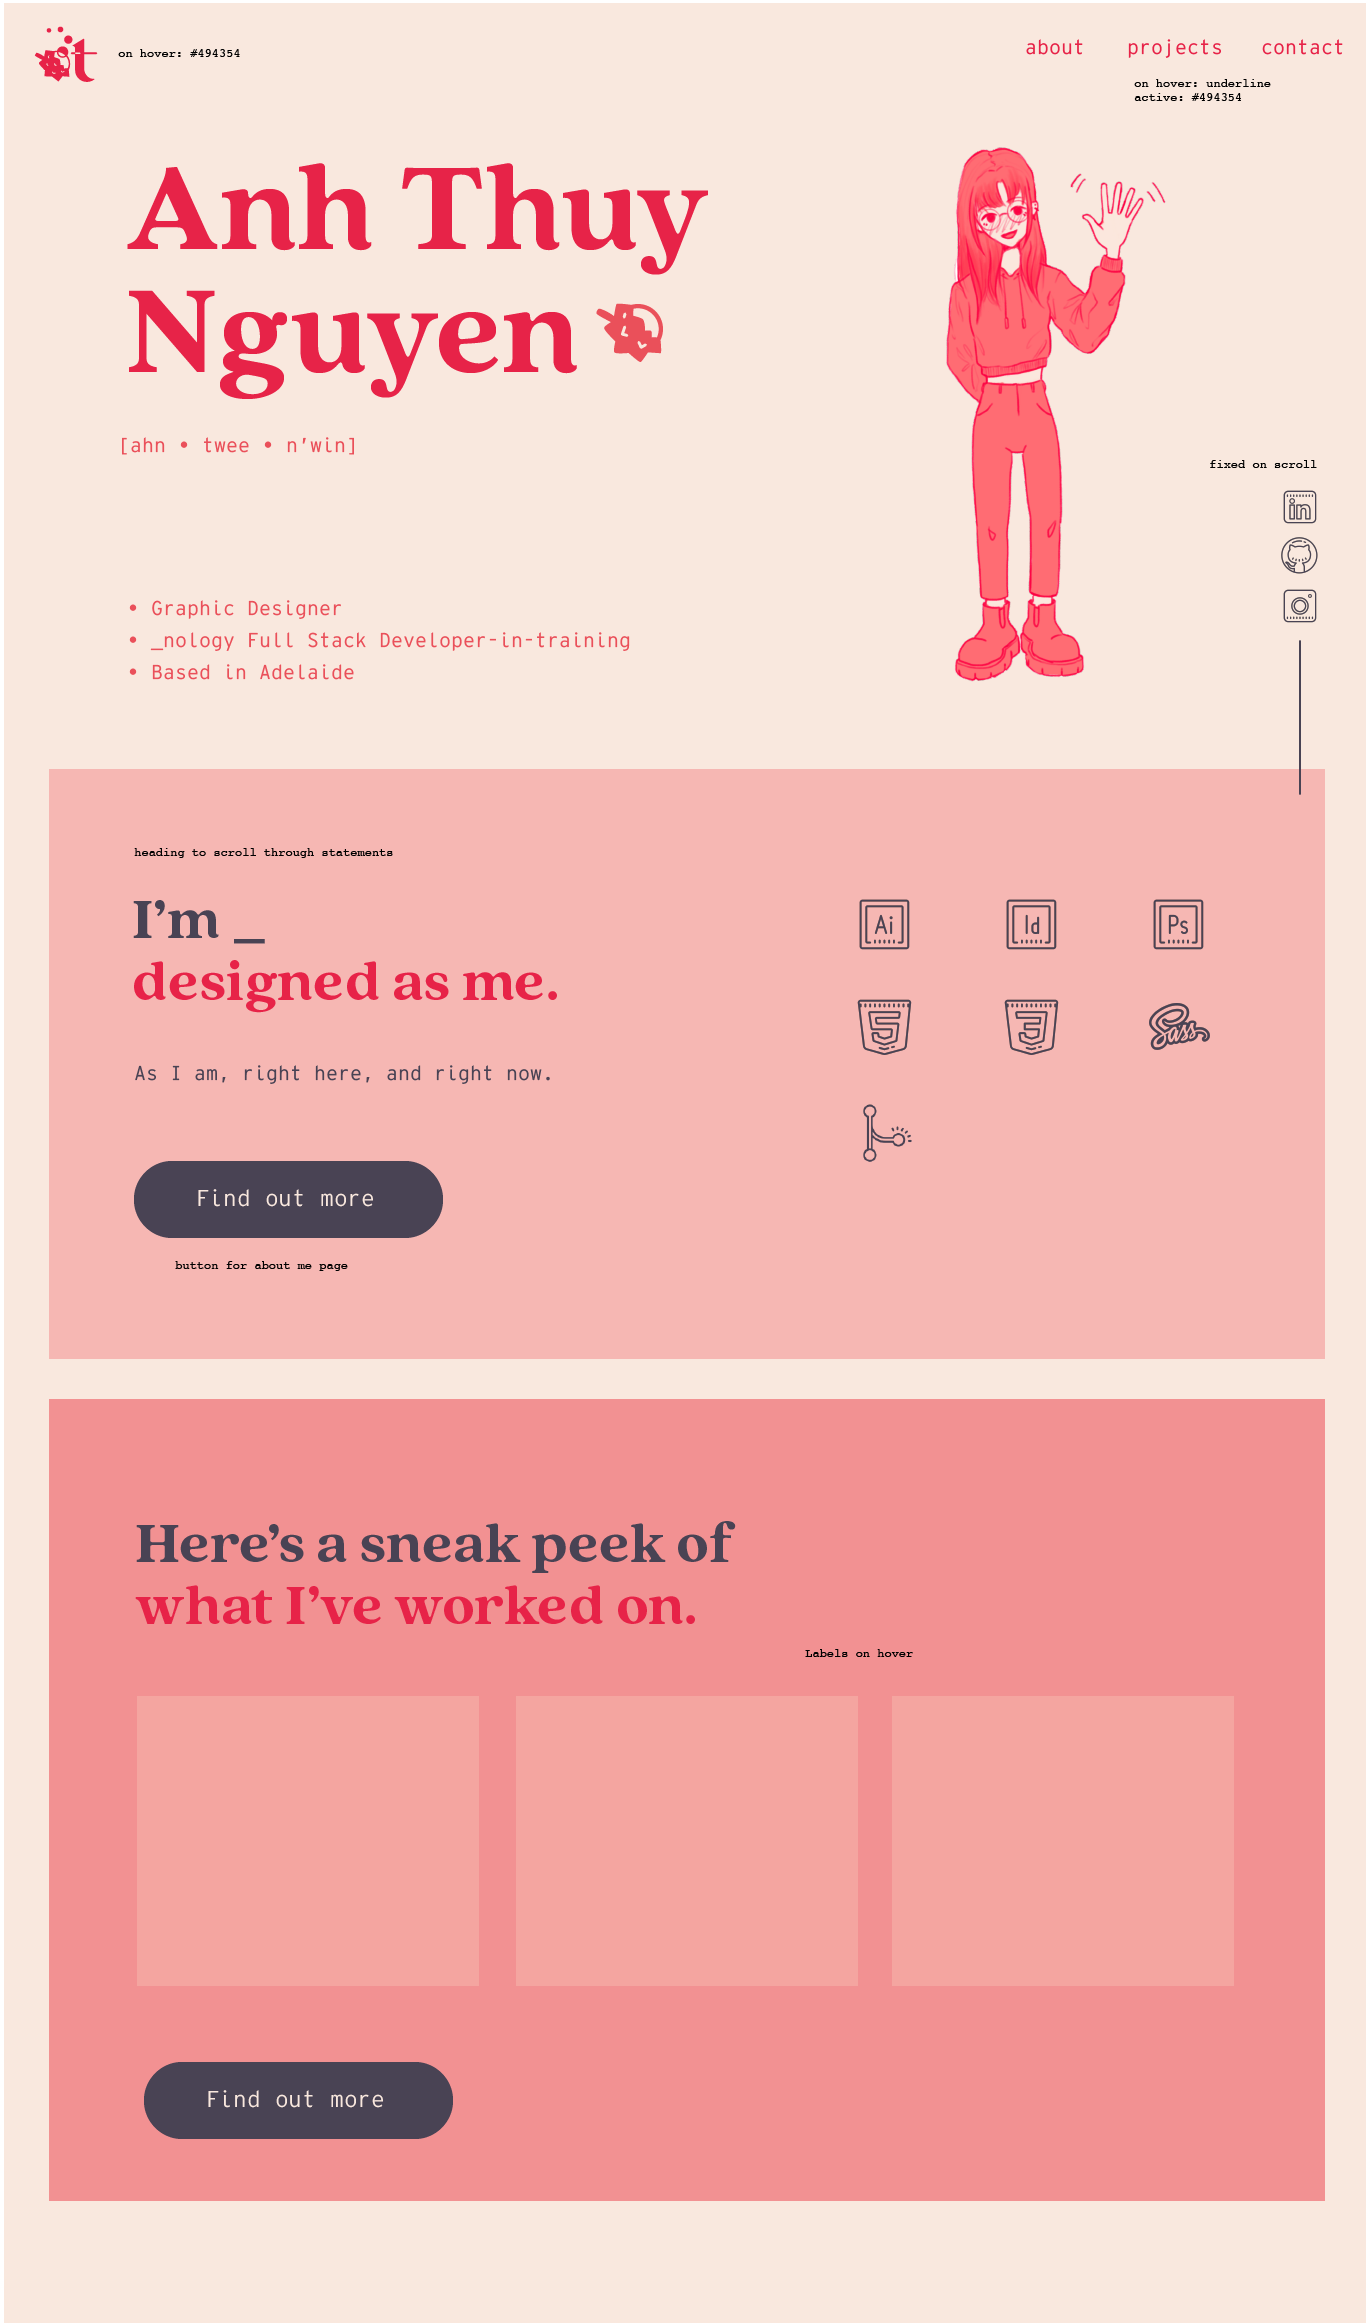 t
on hover: #494354
about projects contact
on hover: underline
active: #494354
Anh Thuy
Nguyen
[ahn • twee • n'win]
fixed on scroll
in
• Graphic Designer
• _nology Full Stack Developer-in-training
• Based in Adelaide
heading to scroll through statements
I’m _
designed as me.
As I am, right here, and right now.
Find out more
button for about me page
Ai Id Ps
5 3 Sass
Here’s a sneak peek of
what I’ve worked on.
Labels on hover
Find out more